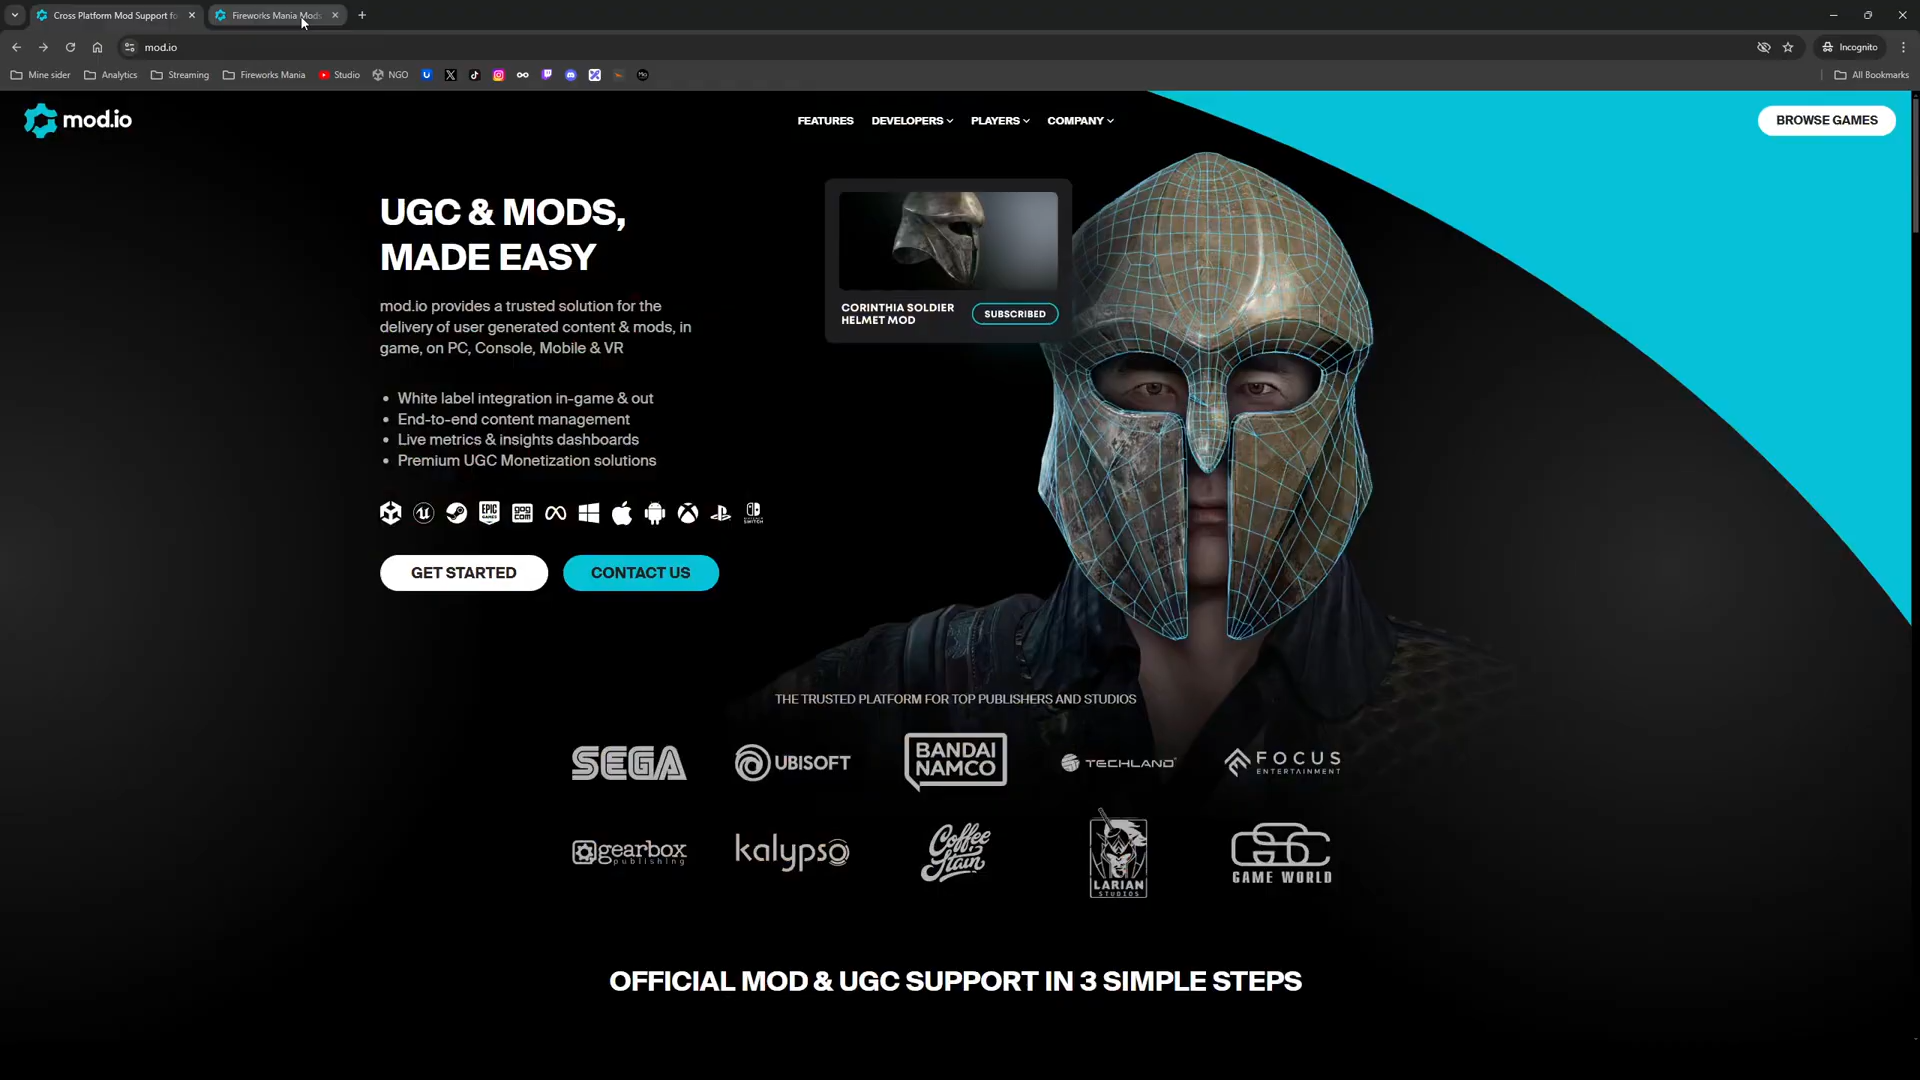 Cross Platform Mod Support fo
Fireworks Mania Mods
mod.io
Incognito
Mine sider
Analytics
Streaming
Fireworks Mania
Studio
NGO
All Bookmarks
mod.io
FEATURES
DEVELOPERS
PLAYERS
COMPANY
BROWSE GAMES
UGC & MODS,
MADE EASY
mod.io provides a trusted solution for the
delivery of user generated content & mods, in
game, on PC, Console, Mobile & VR
• White label integration in-game & out
• End-to-end content management
• Live metrics & insights dashboards
• Premium UGC Monetization solutions
EPIC
GAMES
gog
com
NINTENDO
SWITCH
GET STARTED
CONTACT US
CORINTHIA SOLDIER
HELMET MOD
SUBSCRIBED
THE TRUSTED PLATFORM FOR TOP PUBLISHERS AND STUDIOS
SEGA
UBISOFT
BANDAI
NAMCO
TECHLAND
FOCUS
ENTERTAINMENT
gearbox
publishing
kalypso
Coffee
Stain
LARIAN
STUDIOS
GSC
GAME WORLD
OFFICIAL MOD & UGC SUPPORT IN 3 SIMPLE STEPS